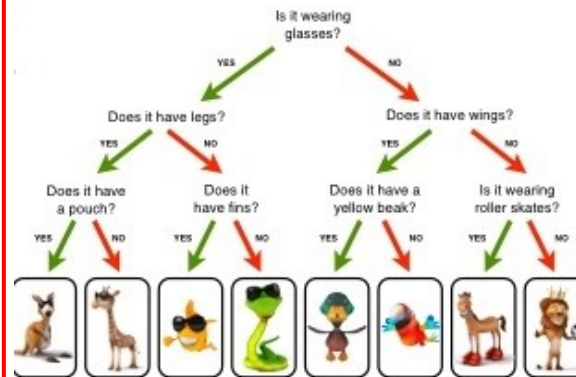 Is it wearing
glasses?
YES
NO
Does it have legs?
Does it have wings?
YES
NO
YES
NO
Does it have
a pouch?
Does it
have fins?
Does it have a
yellow beak?
Is it wearing
roller skates?
YES
NO
YES
NO
YES
NO
YES
NO